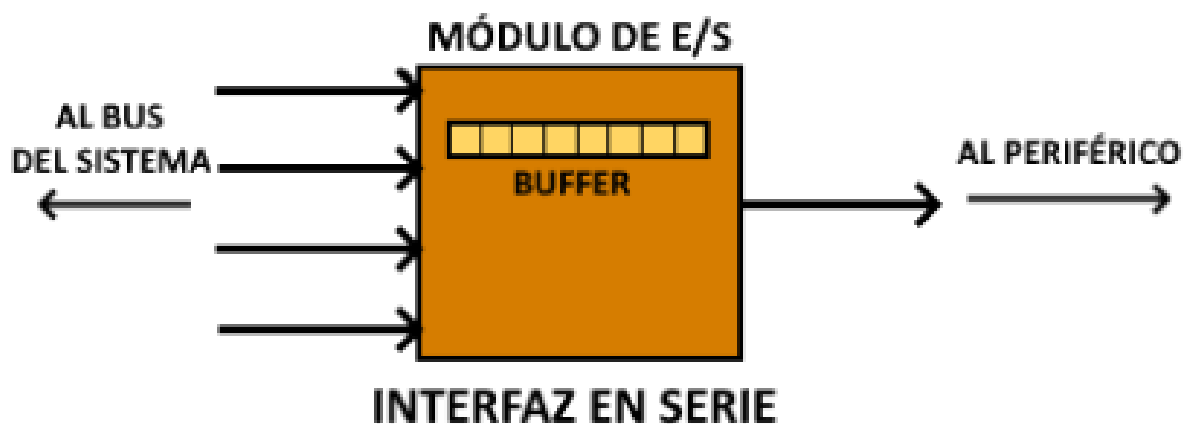 MÓDULO DE E/S
AL BUS
DEL SISTEMA
BUFFER
AL PERIFÉRICO
INTERFAZ EN SERIE